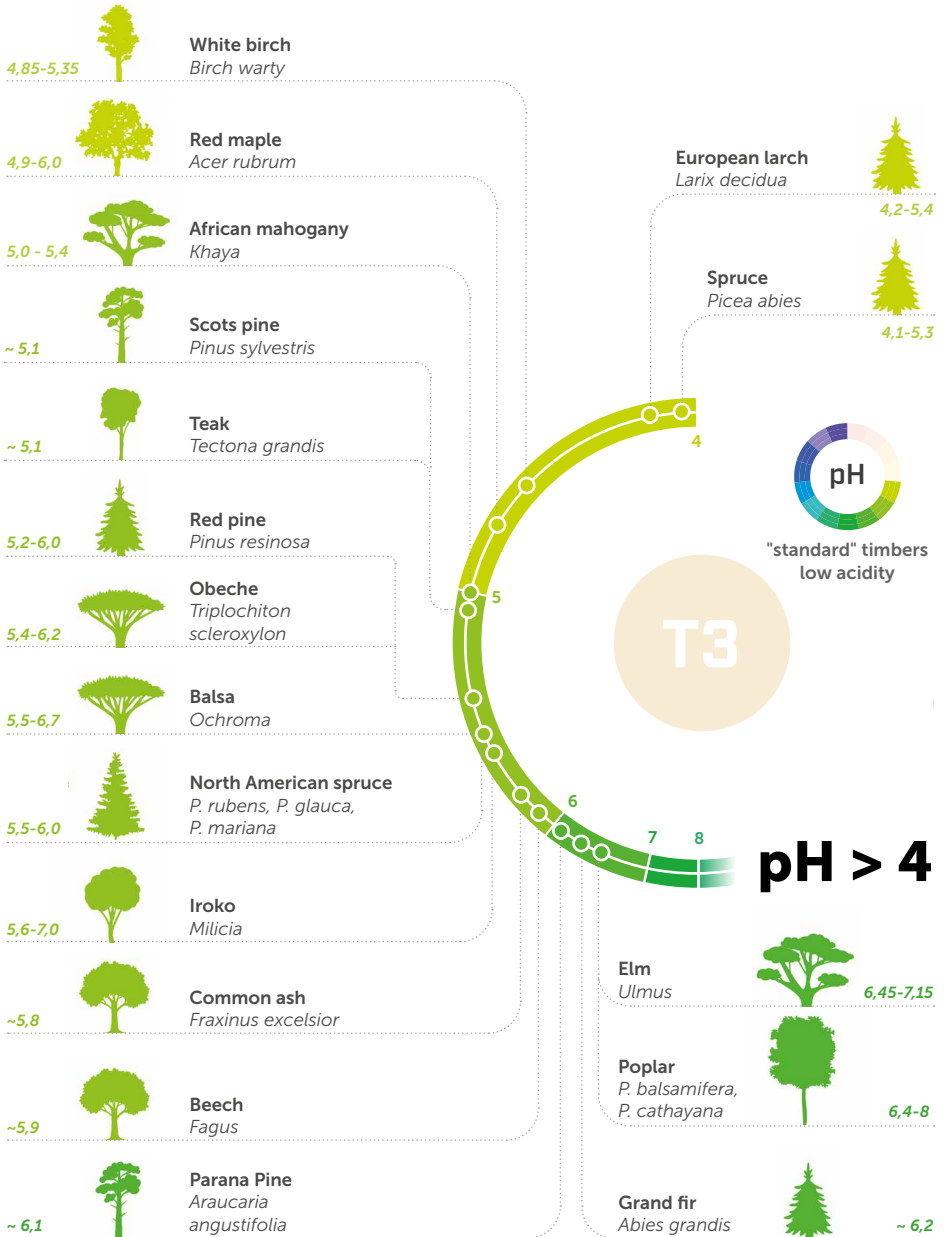 White birch
4,85-5,35
Birch warty
Red maple
4,9-6,0
Acer rubrum
African mahogany
5,0 - 5,4
Khaya
Scots pine
~ 5,1
Pinus sylvestris
Teak
~ 5,1
Tectona grandis
Red pine
5,2-6,0
Pinus resinosa
Obeche
Triplochiton
5,4-6,2
scleroxylon
Balsa
5,5-6,7
Ochroma
North American spruce
P. rubens, P. glauca,
5,5-6,0
P. mariana
Iroko
5,6-7,0
Milicia
Common ash
~5,8
Fraxinus excelsior
Beech
~5,9
Fagus
Parana Pine
Araucaria
~ 6,1
angustifolia
European larch
Larix decidua
4,2-5,4
Spruce
Picea abies
4,1-5,3
4
5
6
7
8
pH
"standard" timbers
low acidity
T3
pH > 4
Elm
Ulmus
6,45-7,15
Poplar
P. balsamifera,
P. cathayana
6,4-8
Grand fir
Abies grandis
~ 6,2